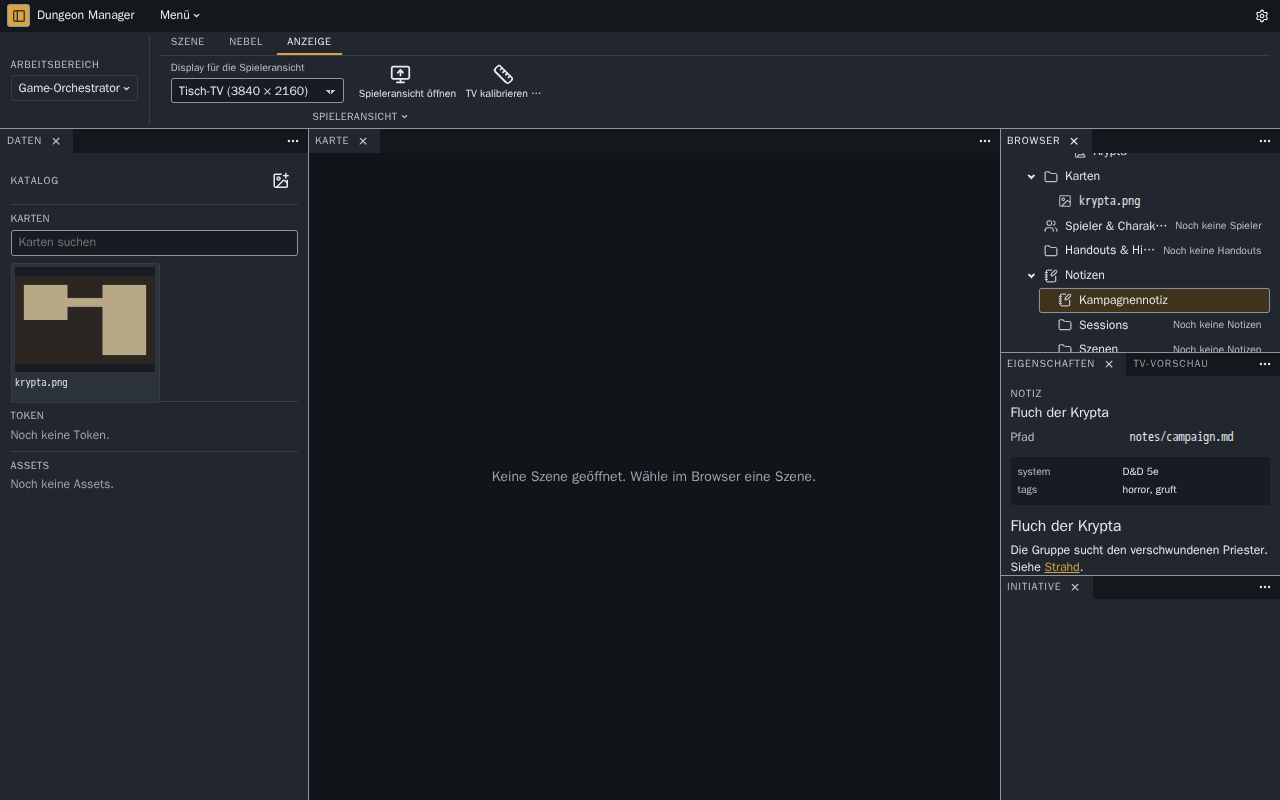 Dungeon Manager
Menü
ARBEITSBEREICH
Game-Orchestrator
SZENE
NEBEL
ANZEIGE
Display für die Spieleransicht
Tisch-TV (3840 × 2160)
Spieleransicht öffnen
TV kalibrieren ···
SPIELERANSICHT
DATEN
KATALOG
KARTEN
Karten suchen
krypta.png
TOKEN
Noch keine Token.
ASSETS
Noch keine Assets.
KARTE
Keine Szene geöffnet. Wähle im Browser eine Szene.
BROWSER
Krypta
Karten
krypta.png
Spieler & Charak··· Noch keine Spieler
Handouts & Hi··· Noch keine Handouts
Notizen
Kampagnennotiz
Sessions Noch keine Notizen
Szenen Noch keine Notizen
EIGENSCHAFTEN
TV-VORSCHAU
NOTIZ
Fluch der Krypta
Pfad notes/campaign.md
system D&D 5e
tags horror, gruft
Fluch der Krypta
Die Gruppe sucht den verschwundenen Priester.
Siehe Strahd.
INITIATIVE